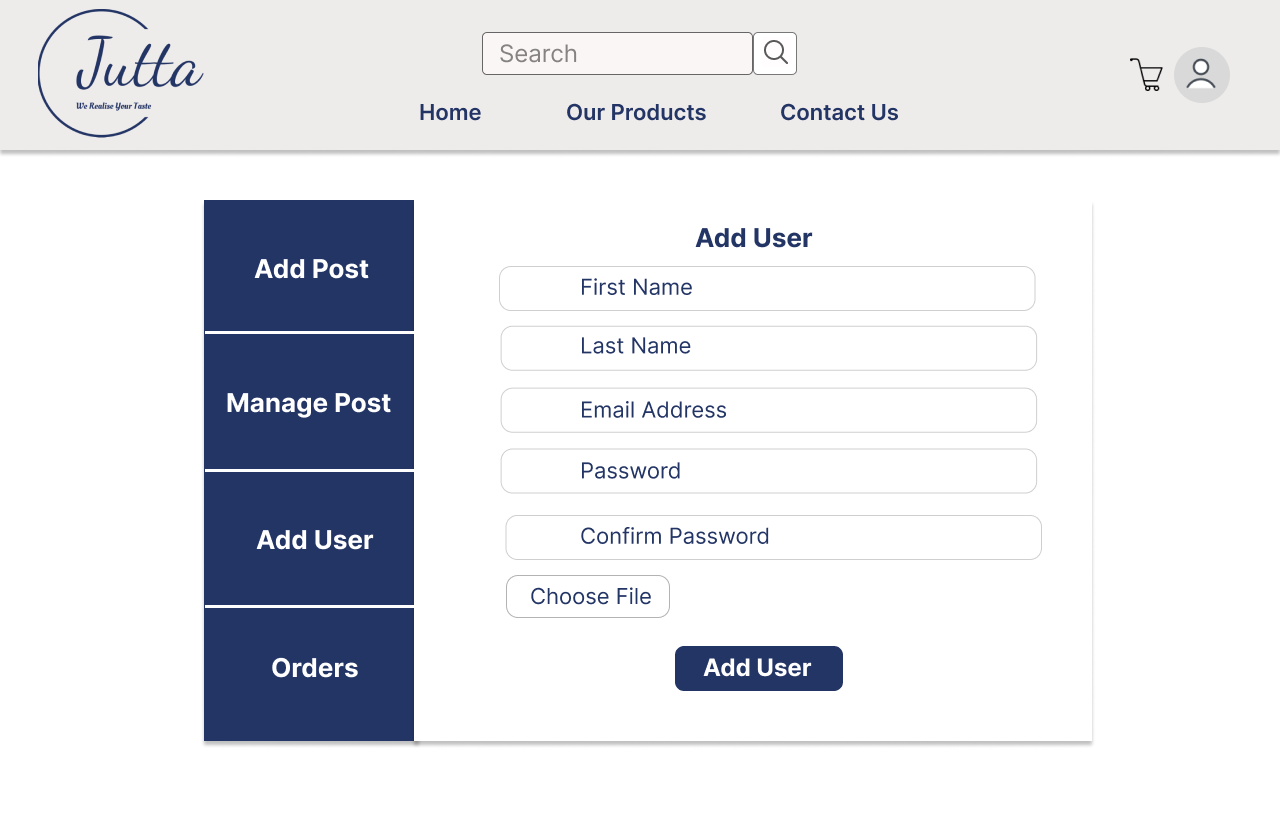 Jutta
We Realise Your Taste
Search
Home
Our Products
Contact Us
Add Post
Manage Post
Add User
Orders
Add User
First Name
Last Name
Email Address
Password
Confirm Password
Choose File
Add User